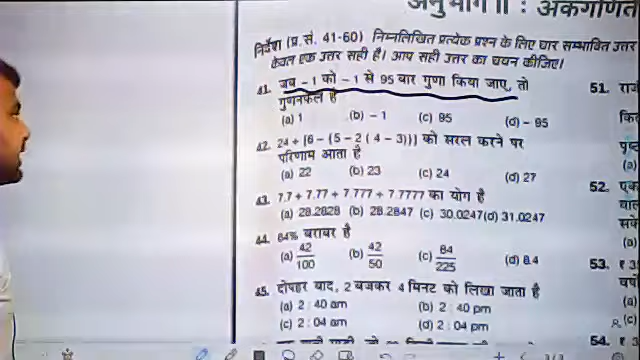 अनुभाग II : अंकगणित
निर्देश (प्र.सं. 41-60) निम्नलिखित प्रत्येक प्रश्न के लिए चार सम्भावित उत्तर
केवल एक उत्तर सही है। आप सही उत्तर का चयन कीजिए।
41. जब – 1 को – 1 से 95 बार गुणा किया जाए, तो
गुणनफल है
(a) 1 (b) – 1 (c) 95 (d) – 95
42. 24 + [6 – {5 – 2 ( 4 – 3)}] को सरल करने पर
परिणाम आता है
(a) 22 (b) 23 (c) 24 (d) 27
43. 7.7 + 7.77 + 7.777 + 7.7777 का योग है
(a) 28.2828 (b) 28.2847 (c) 30.0247 (d) 31.0247
44. 84% बराबर है
(a) 42/100 (b) 42/50 (c) 84/225 (d) 8.4
45. दोपहर बाद, 2 बजकर 4 मिनट को लिखा जाता है
(a) 2 : 40 am (b) 2 : 40 pm
(c) 2 : 04 am (d) 2 : 04 pm
51.
(a)
52. एक
(a)
53. ₹
(a)
(c)
54. ₹